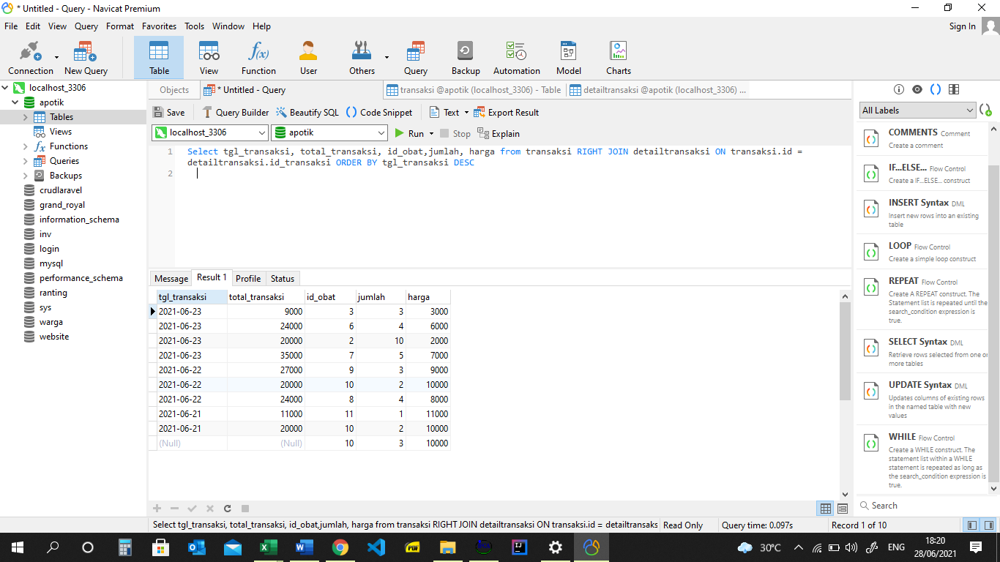 * Untitled - Query - Navicat Premium
File Edit View Query Format Favorites Tools Window Help Sign In
Connection New Query Table View Function User Others Query Backup Automation Model Charts
localhost_3306
apotik
Tables
Views
Functions
Queries
Backups
crudlaravel
grand_royal
information_schema
inv
login
mysql
performance_schema
ranting
sys
warga
website
Objects * Untitled - Query transaksi @apotik (localhost_3306) - Table detailtransaksi @apotik (localhost_3306) ...
Save Query Builder Beautify SQL Code Snippet Text Export Result
localhost_3306 apotik Run Stop Explain
1 Select tgl_transaksi, total_transaksi, id_obat,jumlah, harga from transaksi RIGHT JOIN detailtransaksi ON transaksi.id =
detailtransaksi.id_transaksi ORDER BY tgl_transaksi DESC
2
Message Result 1 Profile Status
tgl_transaksi total_transaksi id_obat jumlah harga
2021-06-23 9000 3 3 3000
2021-06-23 24000 6 4 6000
2021-06-23 20000 2 10 2000
2021-06-23 35000 7 5 7000
2021-06-22 27000 9 3 9000
2021-06-22 20000 10 2 10000
2021-06-22 24000 8 4 8000
2021-06-21 11000 11 1 11000
2021-06-21 20000 10 2 10000
(Null) (Null) 10 3 10000
All Labels
COMMENTS Comment
Create a comment
IF...ELSE... Flow Control
Create a IF...ELSE... construct
INSERT Syntax DML
Insert new rows into an existing
table
LOOP Flow Control
Create a simple loop construct
REPEAT Flow Control
Create A REPEAT construct. The
Statement list is repeated until the
search_condition expression is
true.
SELECT Syntax DML
Retrieve rows selected from one or
more tables
UPDATE Syntax DML
Updates columns of existing rows
in the named table with new
values
WHILE Flow Control
Create a WHILE construct. The
statement list within a WHILE
statement is repeated as long as
the search_condition expression is
true.
Search
Select tgl_transaksi, total_transaksi, id_obat,jumlah, harga from transaksi RIGHT JOIN detailtransaksi ON transaksi.id = detailtransaks Read Only Query time: 0.097s Record 1 of 10
PDF
IJ
30°C ENG 18:20
28/06/2021